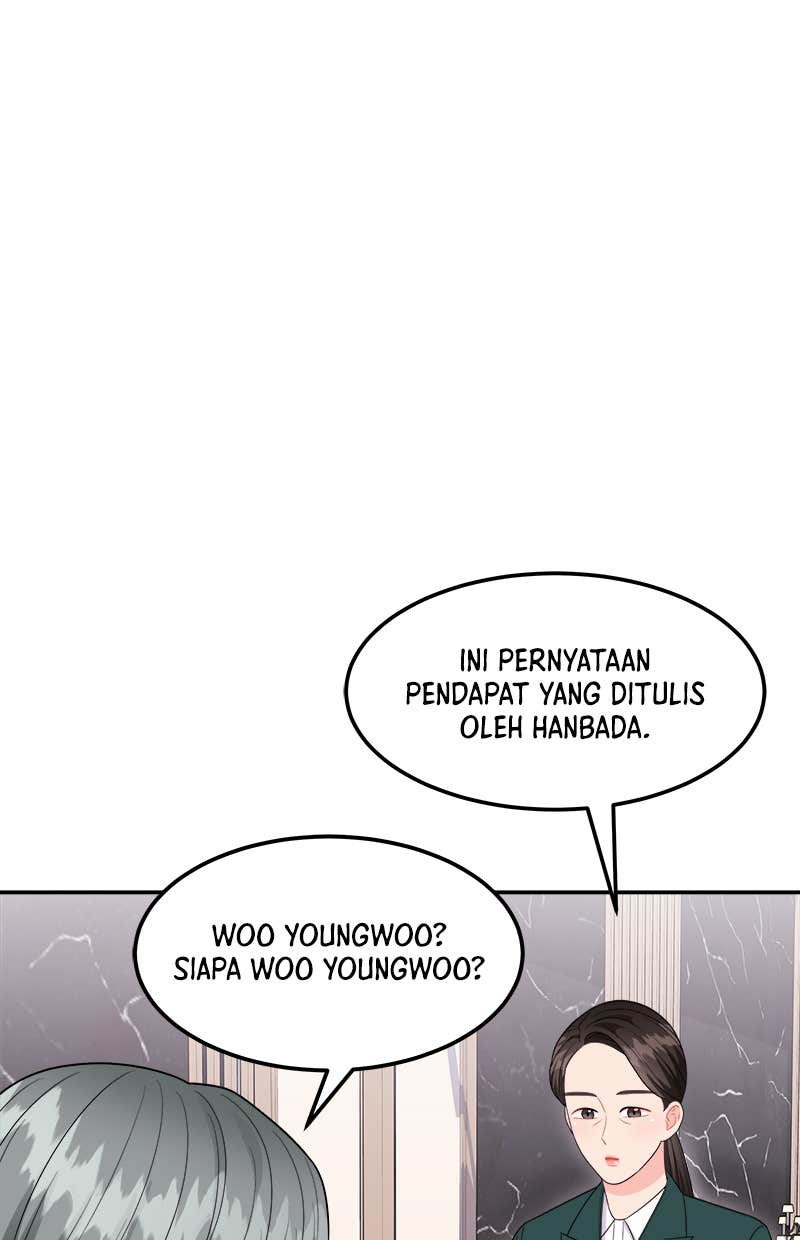 INI PERNYATAAN
PENDAPAT YANG DITULIS
OLEH HANBADA.
WOO YOUNGWOO?
SIAPA WOO YOUNGWOO?